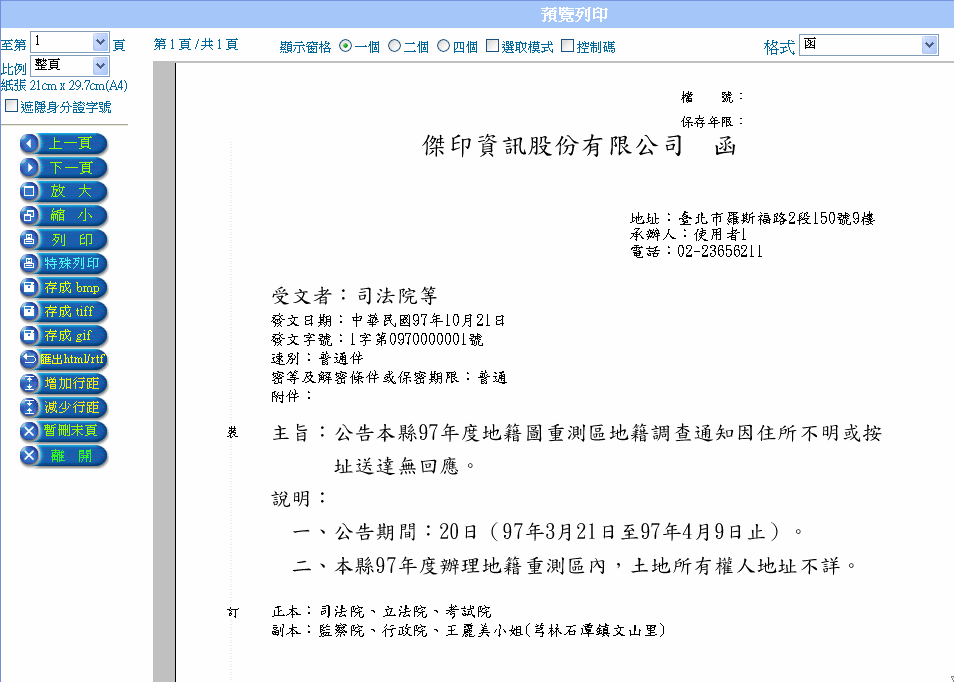 預覽列印
至第 1 頁
第 1 頁 /共 1 頁
顯示窗格 一個 二個 四個 選取模式 控制碼
格式 函
比例 整頁
紙張 21cm x 29.7cm(A4)
遮隱身分證字號
上一頁
下一頁
放 大
縮 小
列 印
特殊列印
存成 bmp
存成 tiff
存成 gif
匯出html/rtf
增加行距
減少行距
暫刪末頁
離 開
檔 號：
保存年限：
傑印資訊股份有限公司 函
地址：臺北市羅斯福路2段150號9樓
承辦人：使用者1
電話：02-23656211
受文者：司法院等
發文日期：中華民國97年10月21日
發文字號：1字第0970000001號
速別：普通件
密等及解密條件或保密期限：普通
附件：
裝
主旨：公告本縣97年度地籍圖重測區地籍調查通知因住所不明或按
址送達無回應。
說明：
一、公告期間：20日（97年3月21日至97年4月9日止）。
二、本縣97年度辦理地籍重測區內，土地所有權人地址不詳。
訂
正本：司法院、立法院、考試院
副本：監察院、行政院、王麗美小姐(芎林石潭鎮文山里)